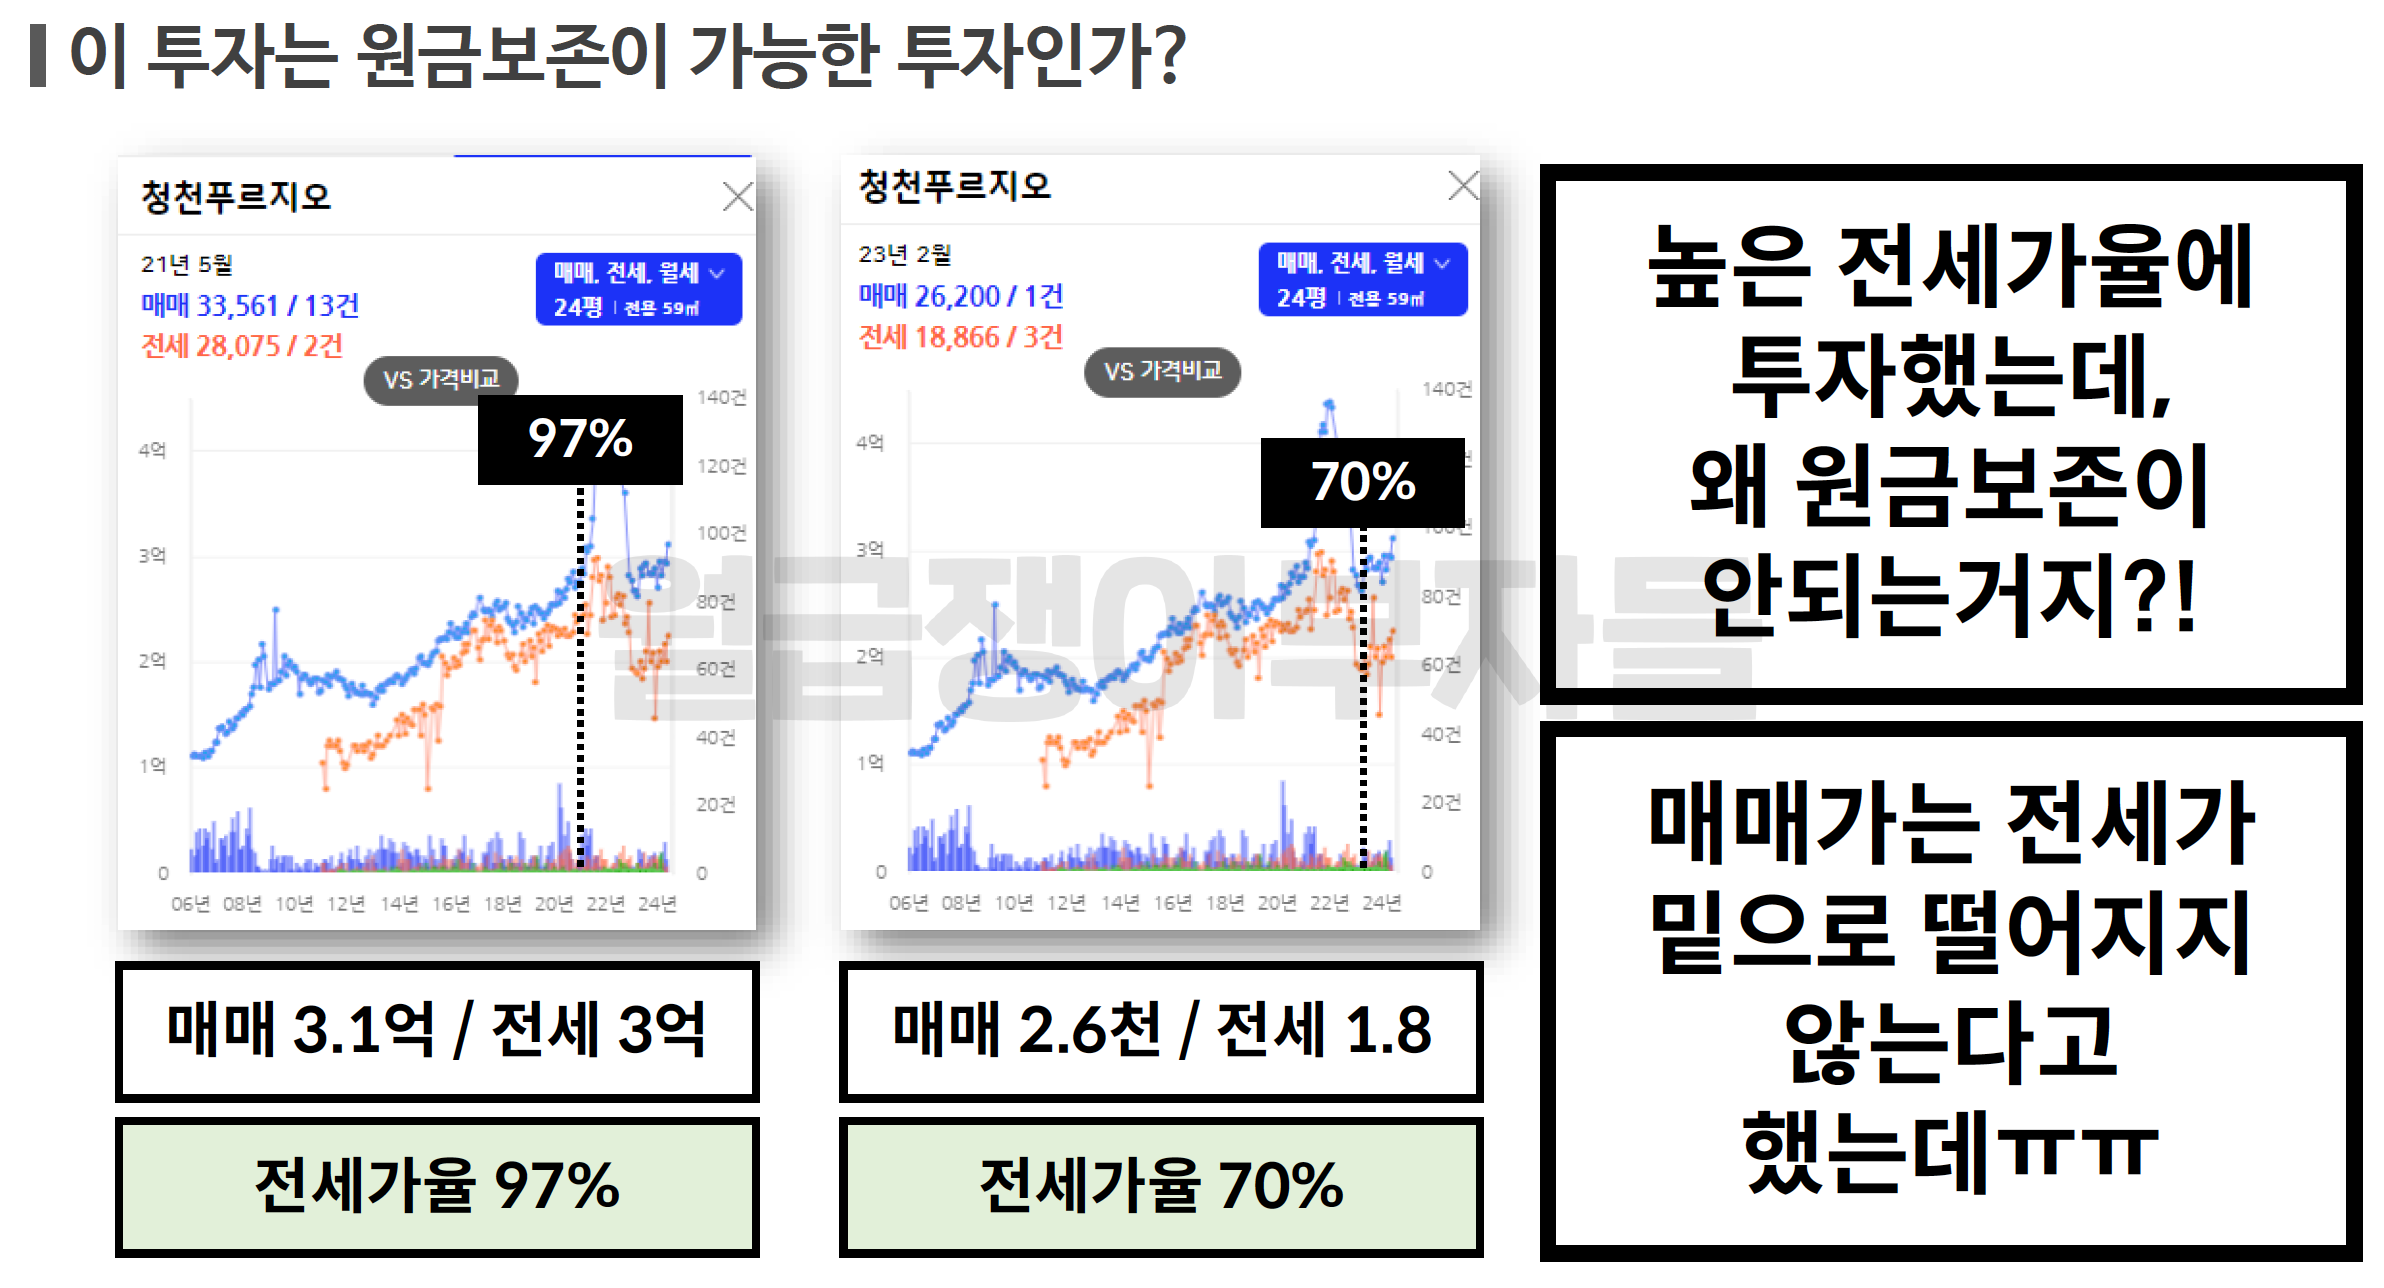 이 투자는 원금보존이 가능한 투자인가?
청천푸르지오
21년 5월
매매 33,561 / 13건
전세 28,075 / 2건
매매, 전세, 월세
24평 | 전용 59㎡
VS 가격비교
97%
140건
120건
100건
80건
60건
40건
20건
0
4억
3억
2억
1억
0
06년 08년 10년 12년 14년 16년 18년 20년 22년 24년
매매 3.1억 / 전세 3억
전세가율 97%
청천푸르지오
23년 2월
매매 26,200 / 1건
전세 18,866 / 3건
매매, 전세, 월세
24평 | 전용 59㎡
VS 가격비교
70%
140건
80건
60건
40건
20건
0
4억
3억
2억
1억
0
06년 08년 10년 12년 14년 16년 18년 20년 22년 24년
매매 2.6천 / 전세 1.8
전세가율 70%
높은 전세가율에
투자했는데,
왜 원금보존이
안되는거지?!
매매가는 전세가
밑으로 떨어지지
않는다고
했는데ㅠㅠ
월급쟁이부자들